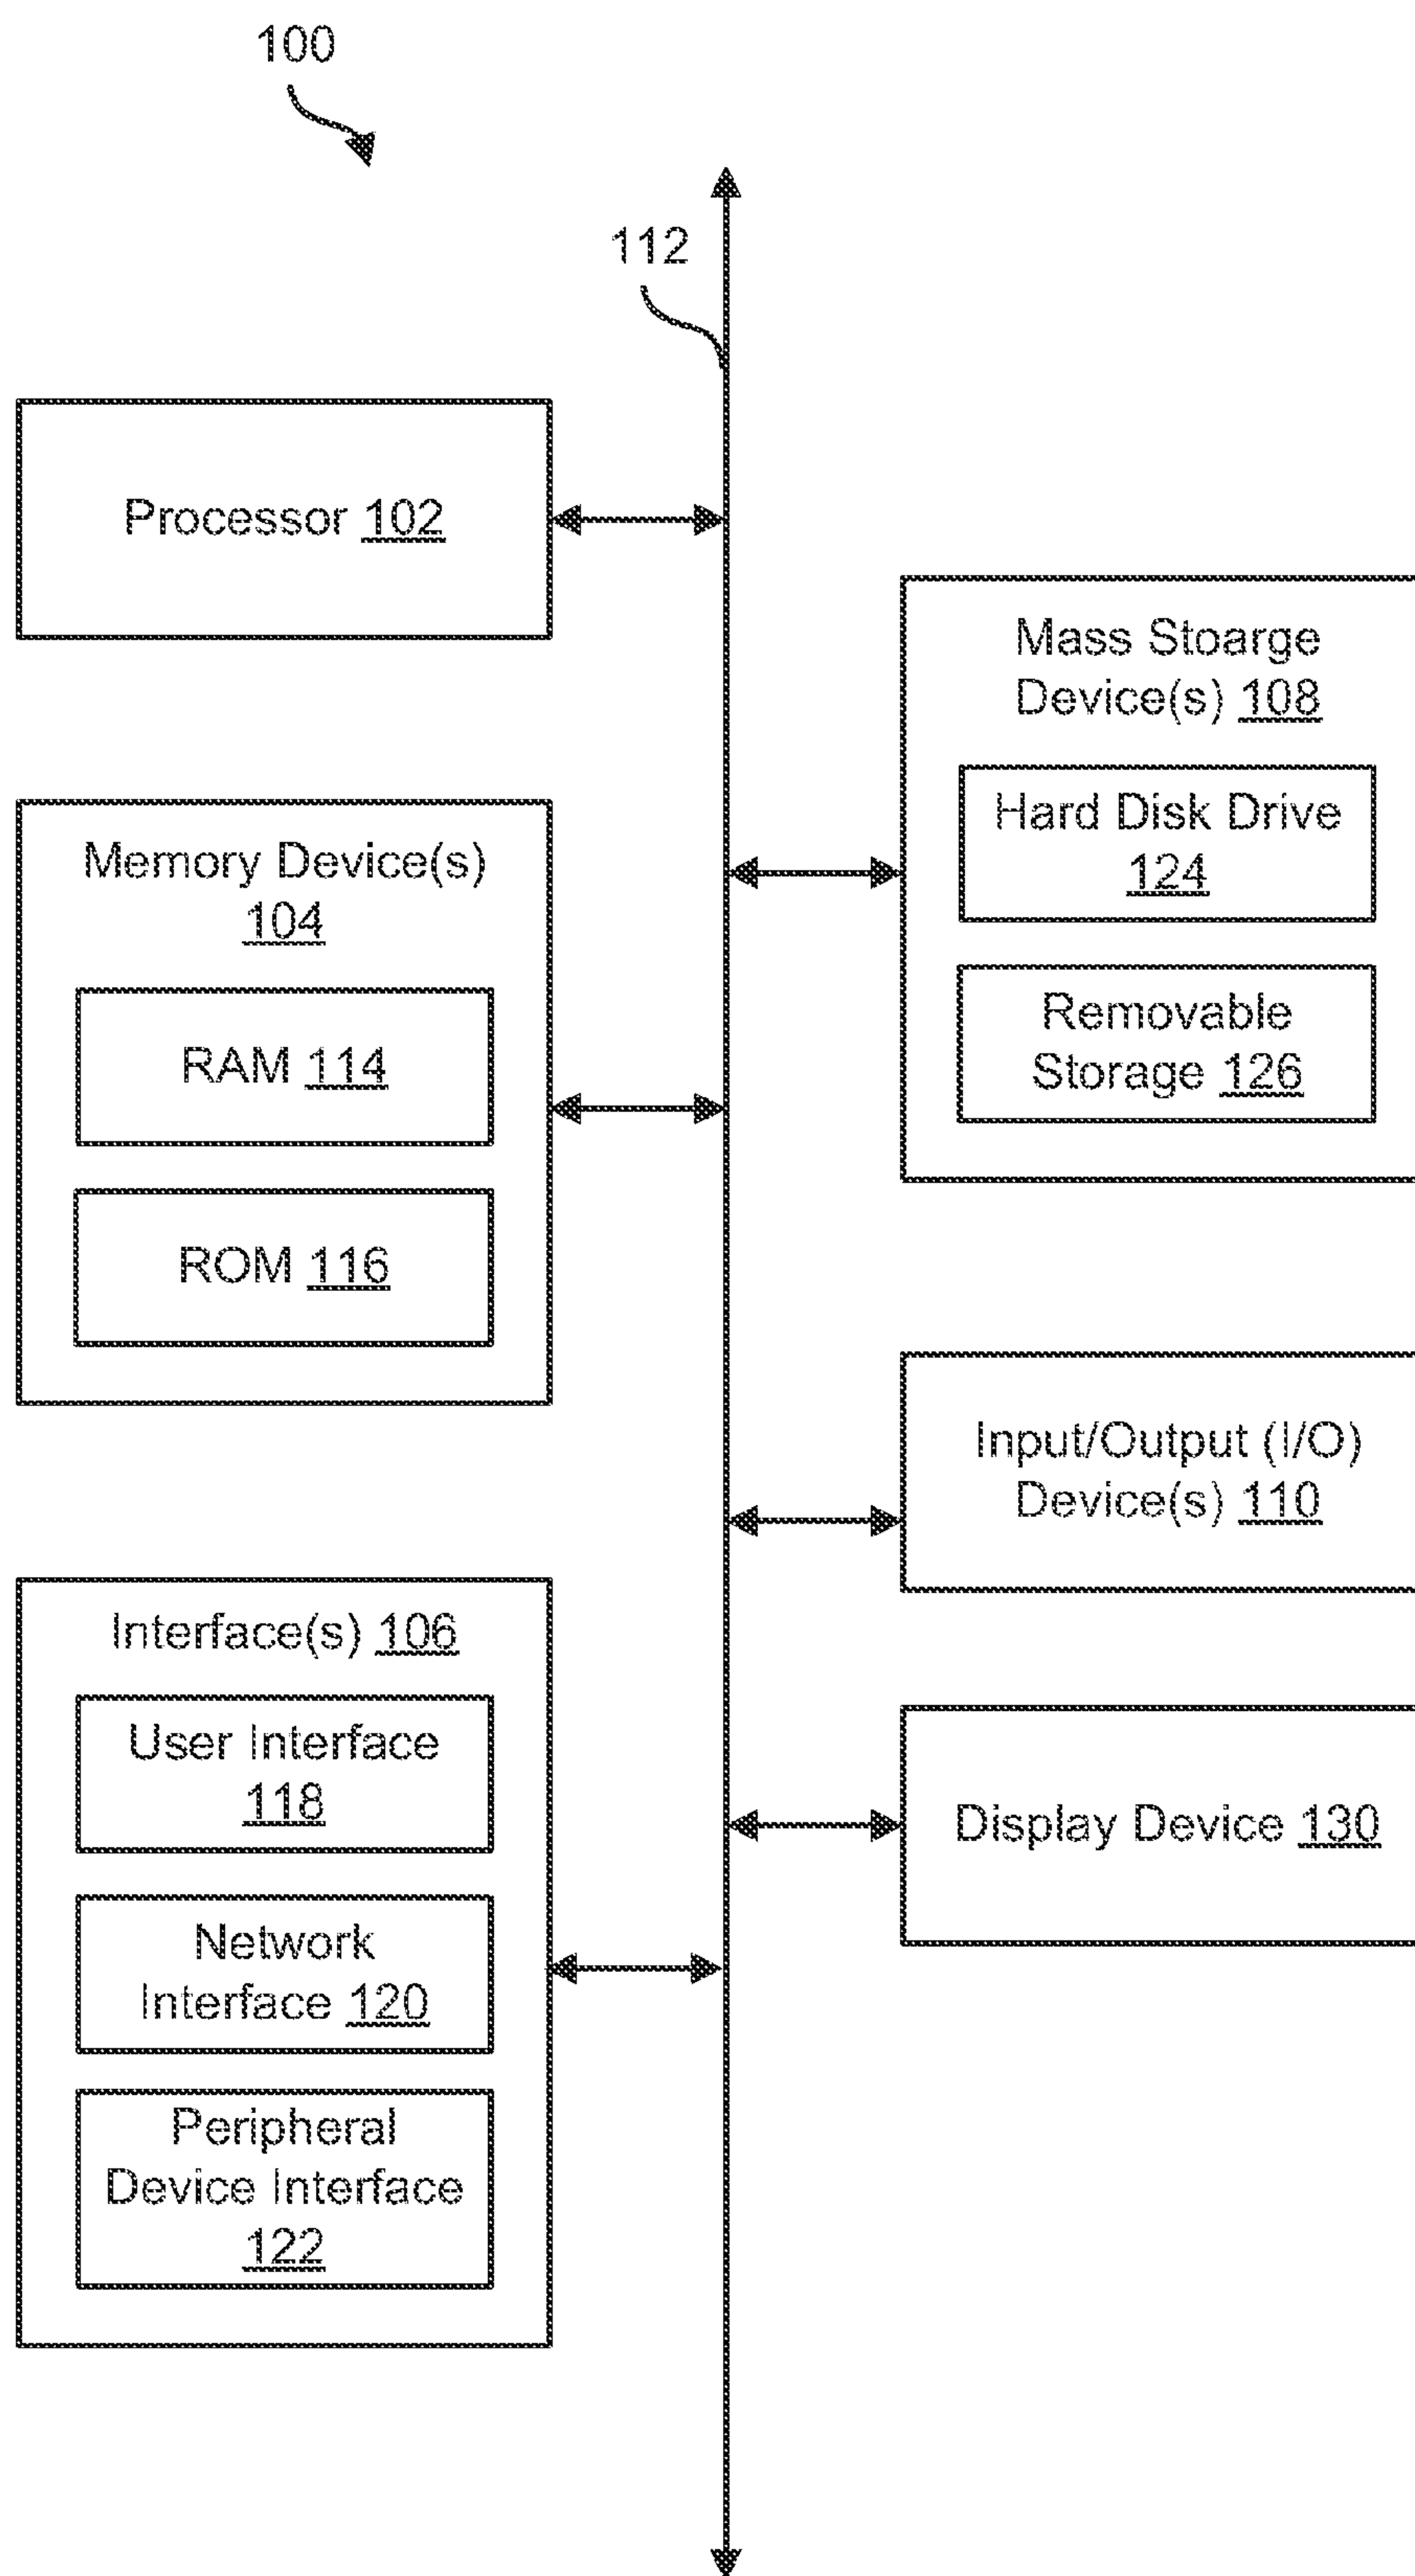 100
112
Processor 102
Mass Stoarge
Device(s) 108
Hard Disk Drive
124
Removable
Storage 126
Memory Device(s)
104
RAM 114
ROM 116
Input/Output (I/O)
Device(s) 110
Interface(s) 106
User Interface
118
Network
Interface 120
Peripheral
Device Interface
122
Display Device 130